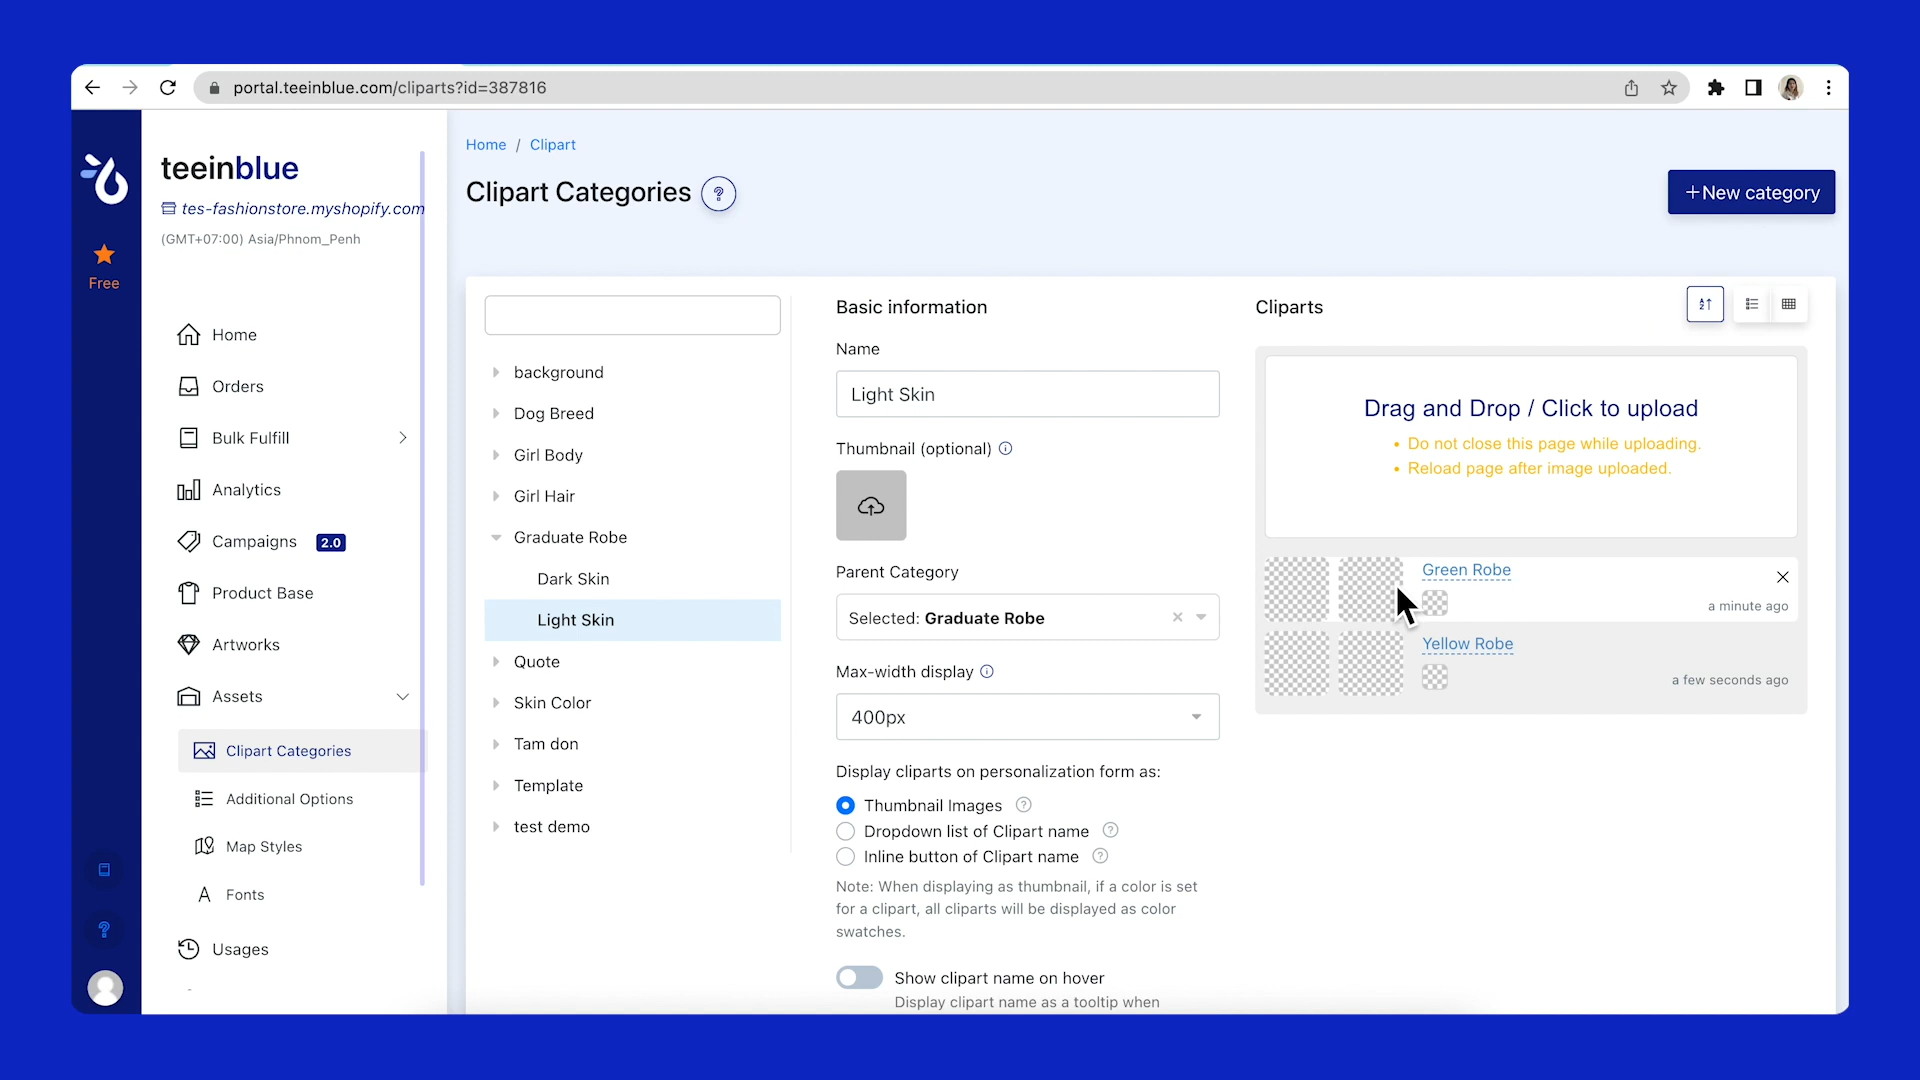 portal.teeinblue.com/cliparts?id=387816
teeinblue
tes-fashionstore.myshopify.com
(GMT+07:00) Asia/Phnom_Penh
Free
Home
Orders
Bulk Fulfill
Analytics
Campaigns 2.0
Product Base
Artworks
Assets
Clipart Categories
Additional Options
Map Styles
Fonts
Usages
Home / Clipart
Clipart Categories ?
+New category
background
Dog Breed
Girl Body
Girl Hair
Graduate Robe
Dark Skin
Light Skin
Quote
Skin Color
Tam don
Template
test demo
Basic information
Name
Light Skin
Thumbnail (optional)
Parent Category
Selected: Graduate Robe
Max-width display
400px
Display cliparts on personalization form as:
Thumbnail Images ?
Dropdown list of Clipart name ?
Inline button of Clipart name ?
Note: When displaying as thumbnail, if a color is set
for a clipart, all cliparts will be displayed as color
swatches.
Show clipart name on hover
Display clipart name as a tooltip when
Cliparts
Drag and Drop / Click to upload
• Do not close this page while uploading.
• Reload page after image uploaded.
Green Robe
a minute ago
Yellow Robe
a few seconds ago